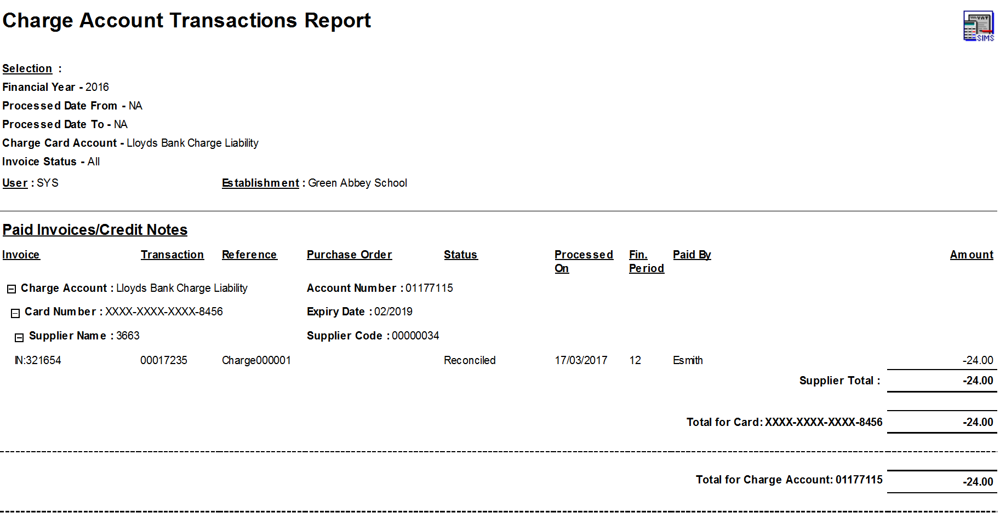 Charge Account Transactions Report
VAT
SIMS
Selection :
Financial Year - 2016
Processed Date From - NA
Processed Date To - NA
Charge Card Account - Lloyds Bank Charge Liability
Invoice Status - All
User : SYS Establishment : Green Abbey School
Paid Invoices/Credit Notes
Invoice Transaction Reference Purchase Order Status Processed On Fin. Period Paid By Amount
Charge Account : Lloyds Bank Charge Liability Account Number : 01177115
Card Number : XXXX-XXXX-XXXX-8456 Expiry Date : 02/2019
Supplier Name : 3663 Supplier Code : 00000034
IN:321654 00017235 Charge000001 Reconciled 17/03/2017 12 Esmith -24.00
Supplier Total : -24.00
Total for Card: XXXX-XXXX-XXXX-8456 -24.00
Total for Charge Account: 01177115 -24.00